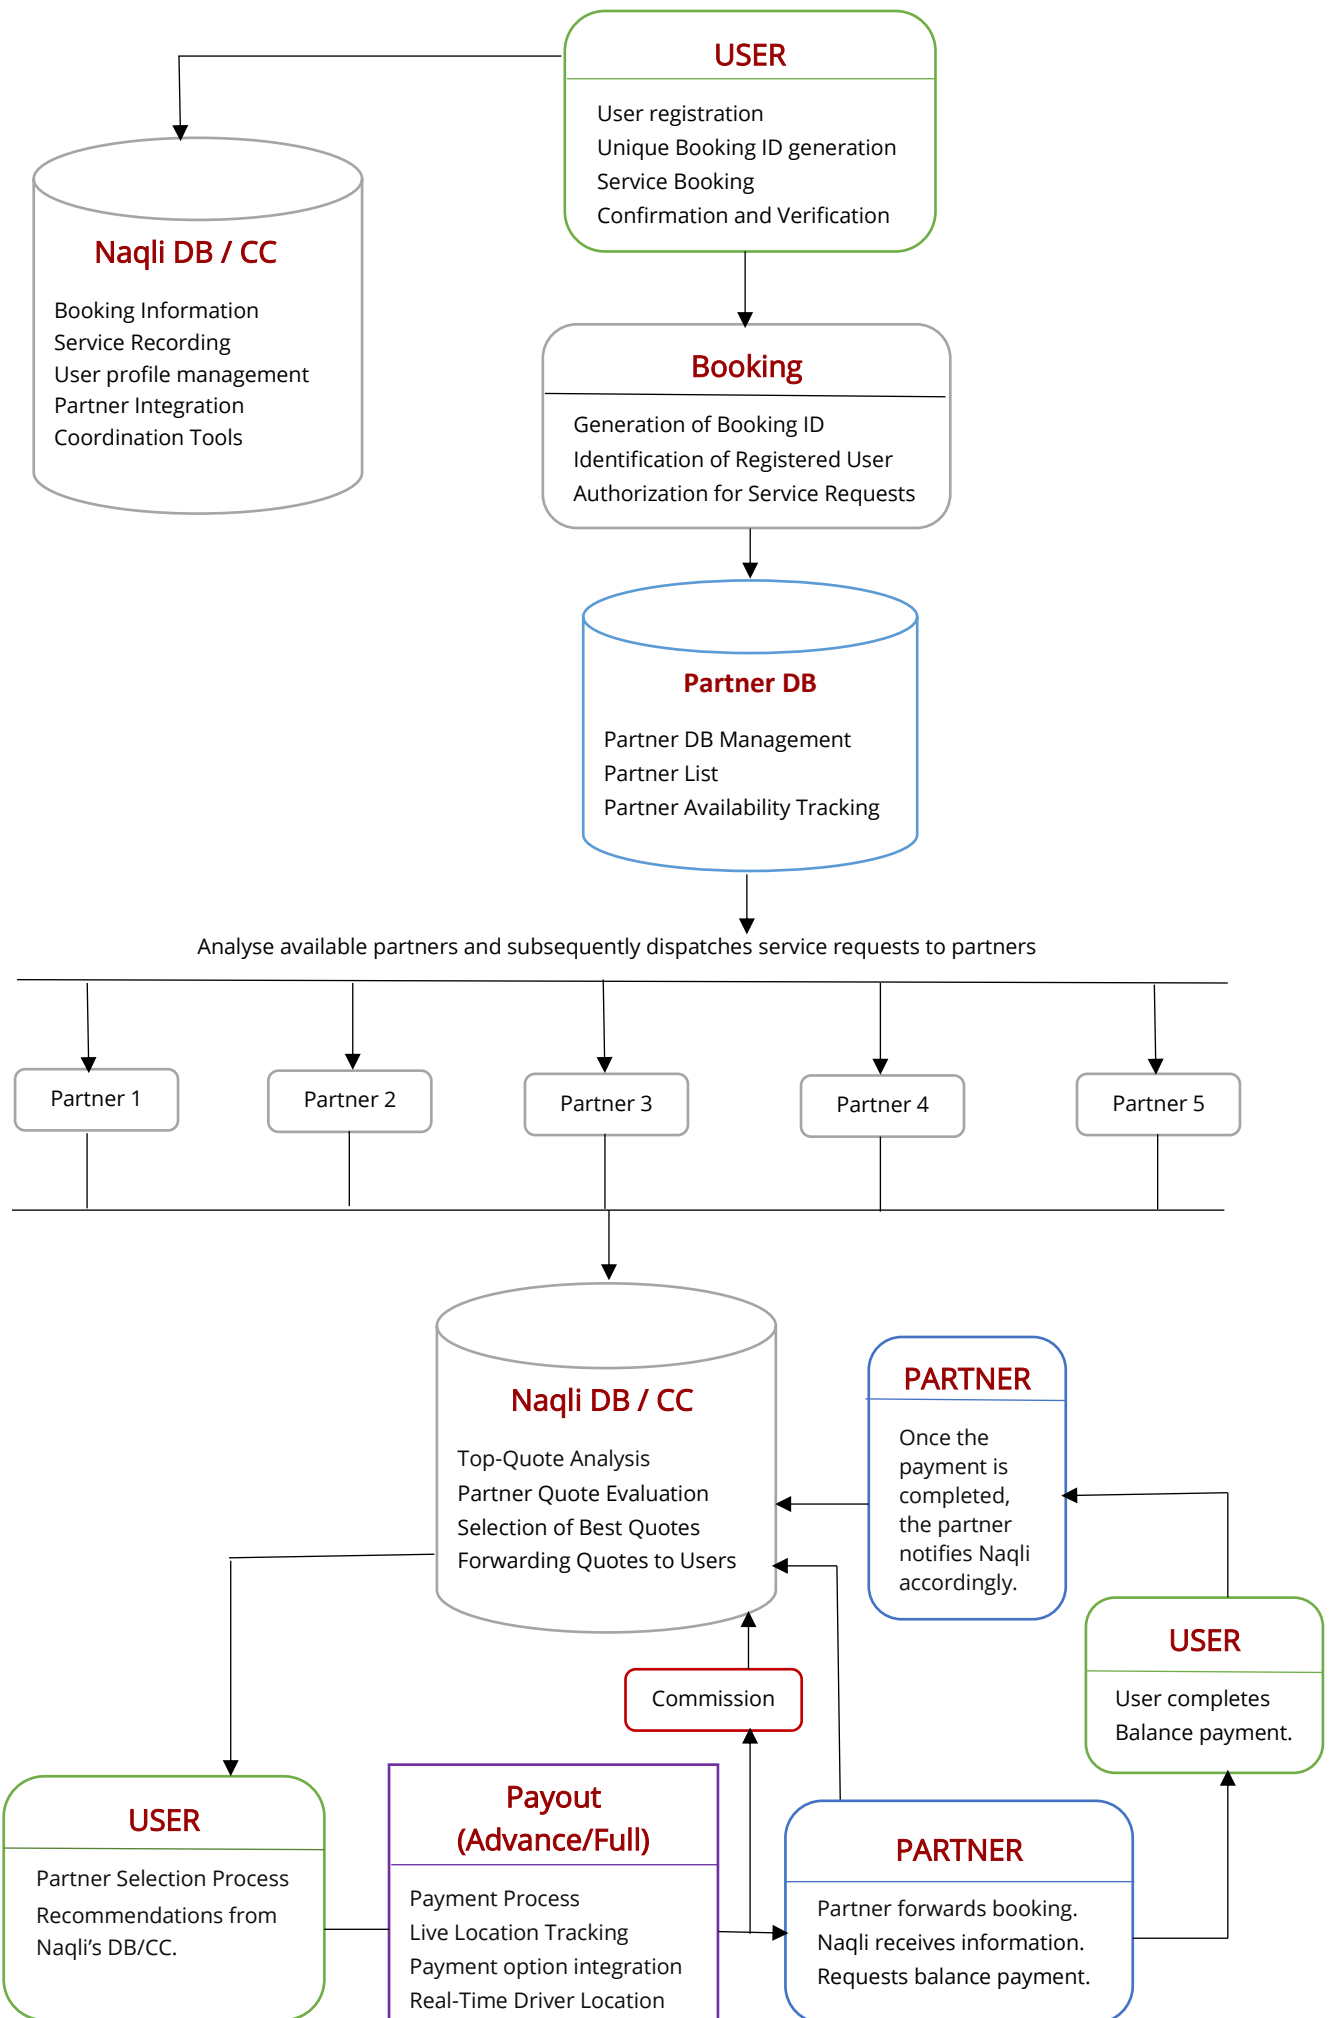 USER
User registration
Unique Booking ID generation
Service Booking
Confirmation and Verification
Naqli DB / CC
Booking Information
Service Recording
User profile management
Partner Integration
Coordination Tools
Booking
Generation of Booking ID
Identification of Registered User
Authorization for Service Requests
Partner DB
Partner DB Management
Partner List
Partner Availability Tracking
Analyse available partners and subsequently dispatches service requests to partners
Partner 1
Partner 2
Partner 3
Partner 4
Partner 5
Naqli DB / CC
Top-Quote Analysis
Partner Quote Evaluation
Selection of Best Quotes
Forwarding Quotes to Users
PARTNER
Once the
payment is
completed,
the partner
notifies Naqli
accordingly.
USER
User completes
Balance payment.
Commission
USER
Partner Selection Process
Recommendations from
Naqli’s DB/CC.
Payout
(Advance/Full)
Payment Process
Live Location Tracking
Payment option integration
Real-Time Driver Location
PARTNER
Partner forwards booking.
Naqli receives information.
Requests balance payment.